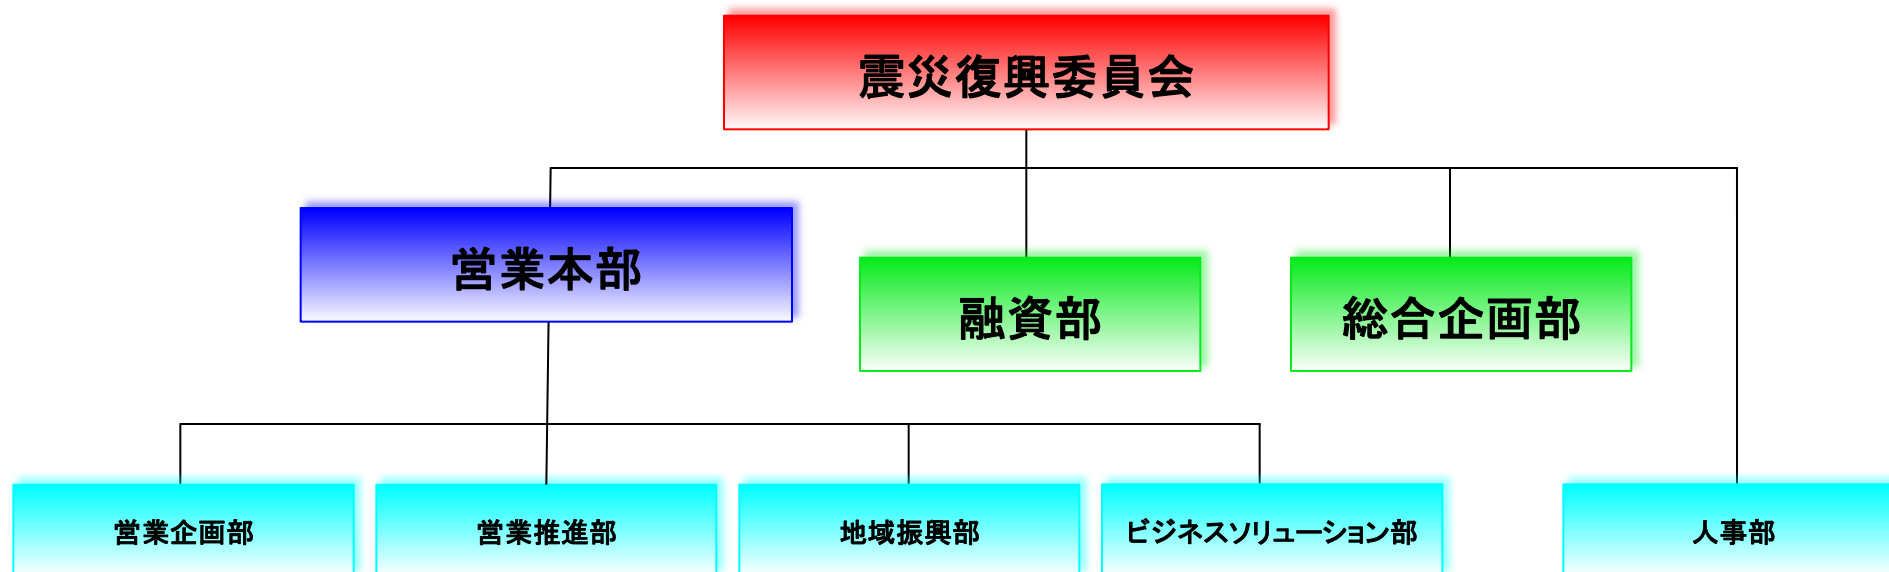 震災復興委員会
営業本部
融資部
総合企画部
営業企画部
営業推進部
地域振興部
ビジネスソリューション部
人事部